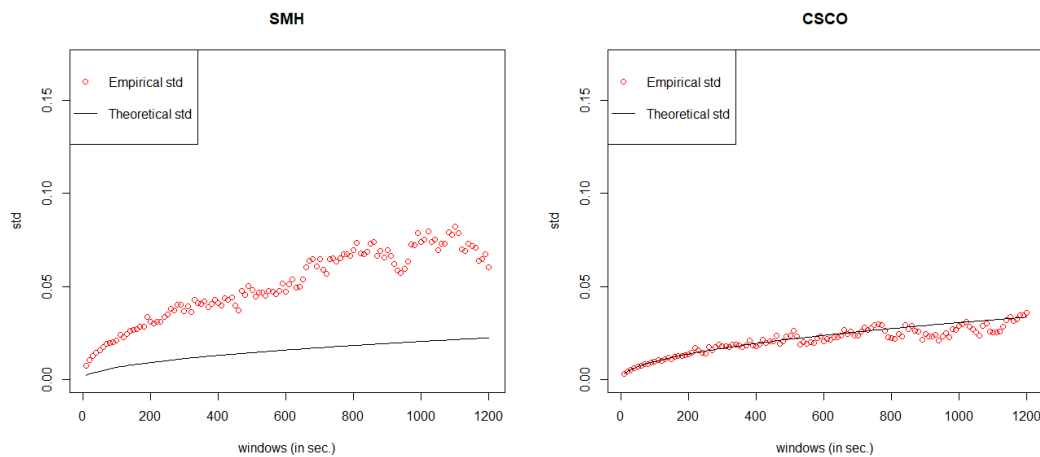 SMH
Empirical std
Theoretical std
std
0.00
0.05
0.10
0.15
0
200
400
600
800
1000
1200
windows (in sec.)
CSCO
Empirical std
Theoretical std
std
0.00
0.05
0.10
0.15
0
200
400
600
800
1000
1200
windows (in sec.)